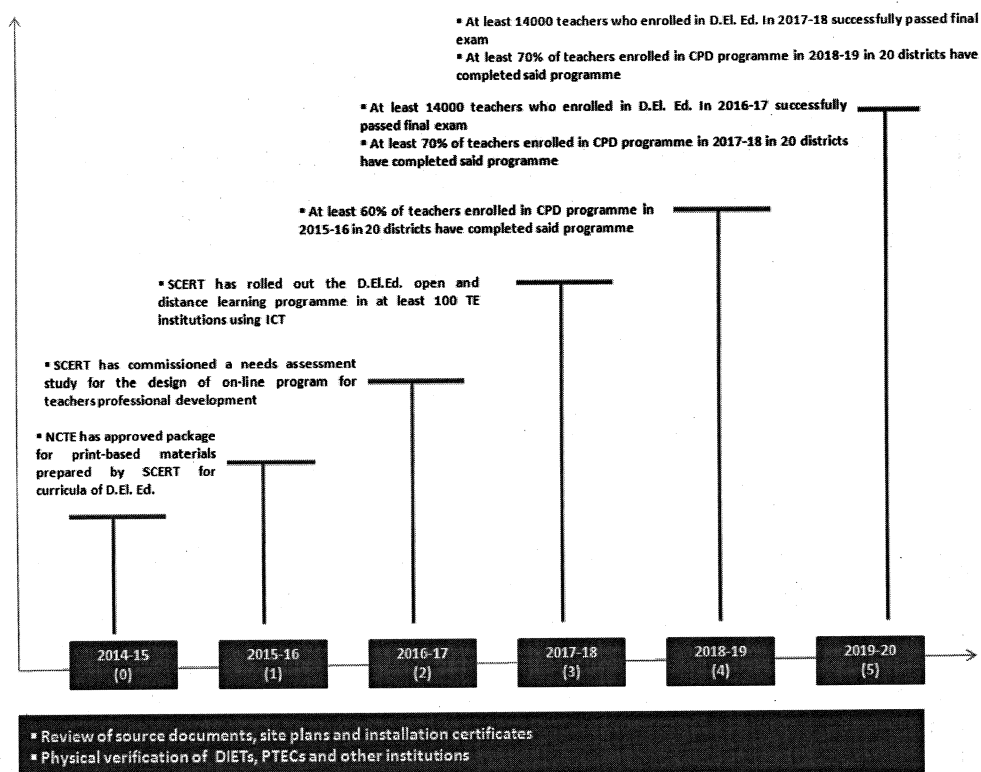 ▪ At least 14000 teachers who enrolled in D.El. Ed. In 2017-18 successfully passed final
exam
▪ At least 70% of teachers enrolled in CPD programme in 2018-19 in 20 districts have
completed said programme
▪ At least 14000 teachers who enrolled in D.El. Ed. In 2016-17 successfully
passed final exam
▪ At least 70% of teachers enrolled in CPD programme in 2017-18 in 20 districts
have completed said programme
▪ At least 60% of teachers enrolled in CPD programme in
2015-16 in 20 districts have completed said programme
▪ SCERT has rolled out the D.El.Ed. open and
distance learning programme in at least 100 TE
institutions using ICT
▪ SCERT has commissioned a needs assessment
study for the design of on-line program for
teachers professional development
▪ NCTE has approved package
for print-based materials
prepared by SCERT for
curricula of D.El. Ed.
2014-15
(0)
2015-16
(1)
2016-17
(2)
2017-18
(3)
2018-19
(4)
2019-20
(5)
▪ Review of source documents, site plans and installation certificates
▪ Physical verification of DIETs, PTECs and other institutions